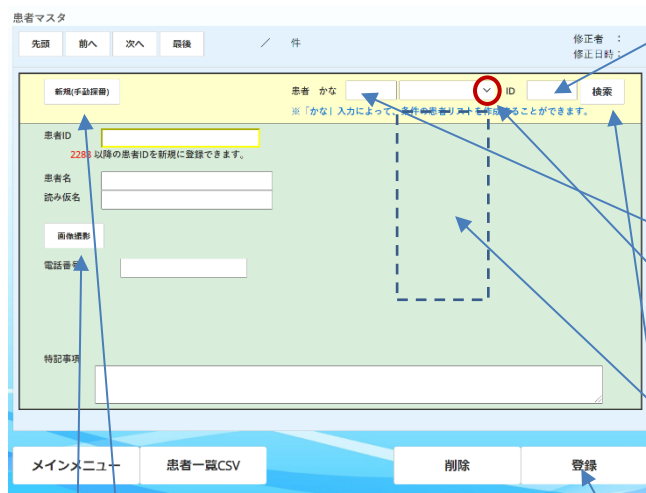 患者マスタ
先頭 前へ 次へ 最後 ／ 件 修正者 :
修正日時 :
新規(手動採番) 患者 かな ID 検索
※「かな」入力によって、条件の患者リストを作成することができます。
患者ID
2283 以降の患者IDを新規に登録できます。
患者名
読み仮名
画像撮影
電話番号
特記事項
メインメニュー 患者一覧CSV 削除 登録